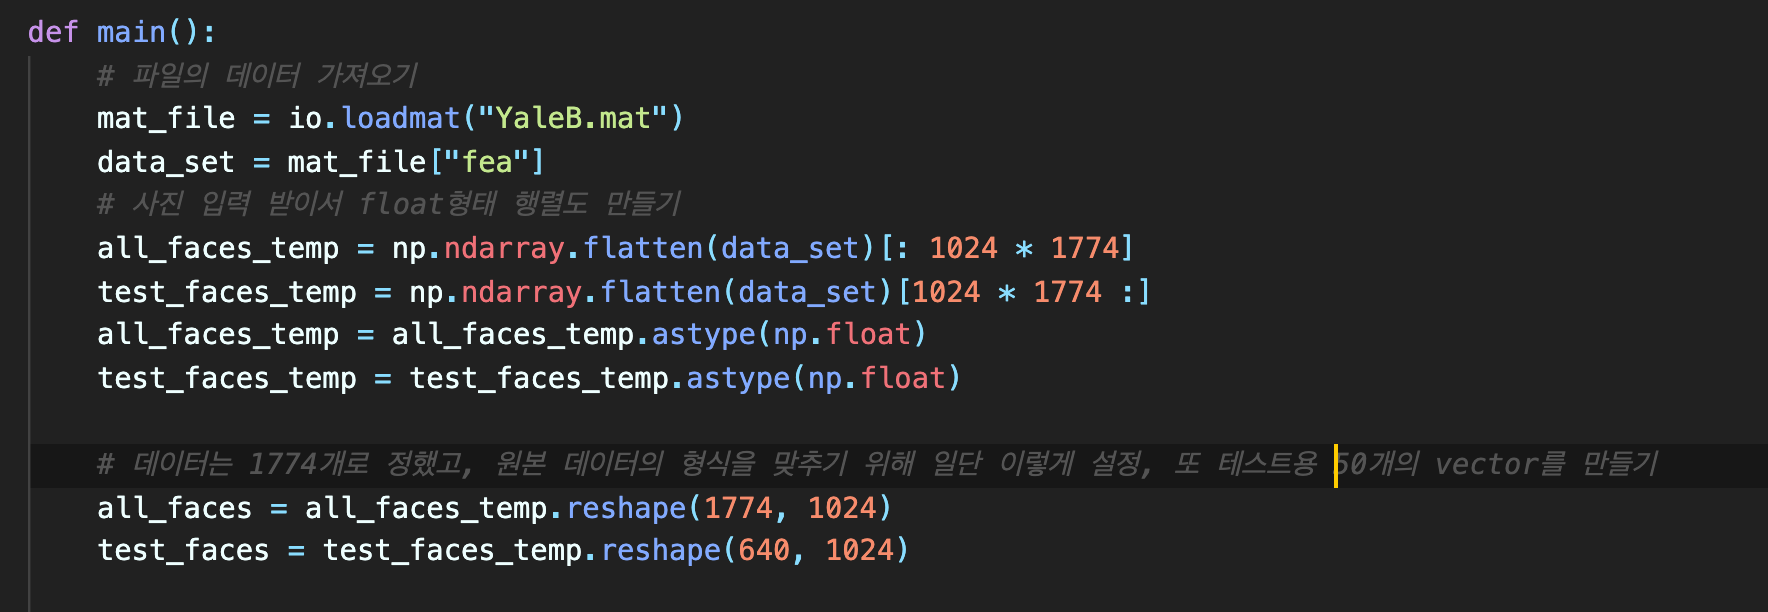 def main():
# 파일의 데이터 가져오기
mat_file = io.loadmat("YaleB.mat")
data_set = mat_file["fea"]
# 사진 입력 받이서 float형태 행렬도 만들기
all_faces_temp = np.ndarray.flatten(data_set)[: 1024 * 1774]
test_faces_temp = np.ndarray.flatten(data_set)[1024 * 1774 :]
all_faces_temp = all_faces_temp.astype(np.float)
test_faces_temp = test_faces_temp.astype(np.float)
# 데이터는 1774개로 정했고, 원본 데이터의 형식을 맞추기 위해 일단 이렇게 설정, 또 테스트용 50개의 vector를 만들기
all_faces = all_faces_temp.reshape(1774, 1024)
test_faces = test_faces_temp.reshape(640, 1024)